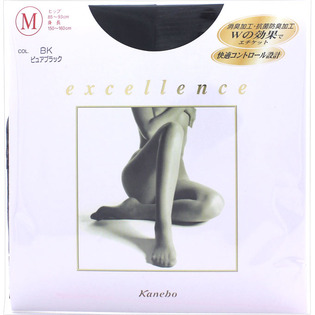 M
ヒップ
85~93cm
身長
150~160cm
COL.
BK
ピュアブラック
消臭加工・抗菌防臭加工
Wの効果で
エチケット
快適コントロール設計
excellence
Kanebo